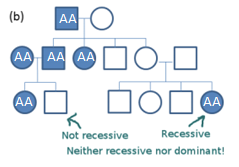 (b)
AA
AA AA AA
AA AA
Not recessive Recessive
Neither recessive nor dominant!